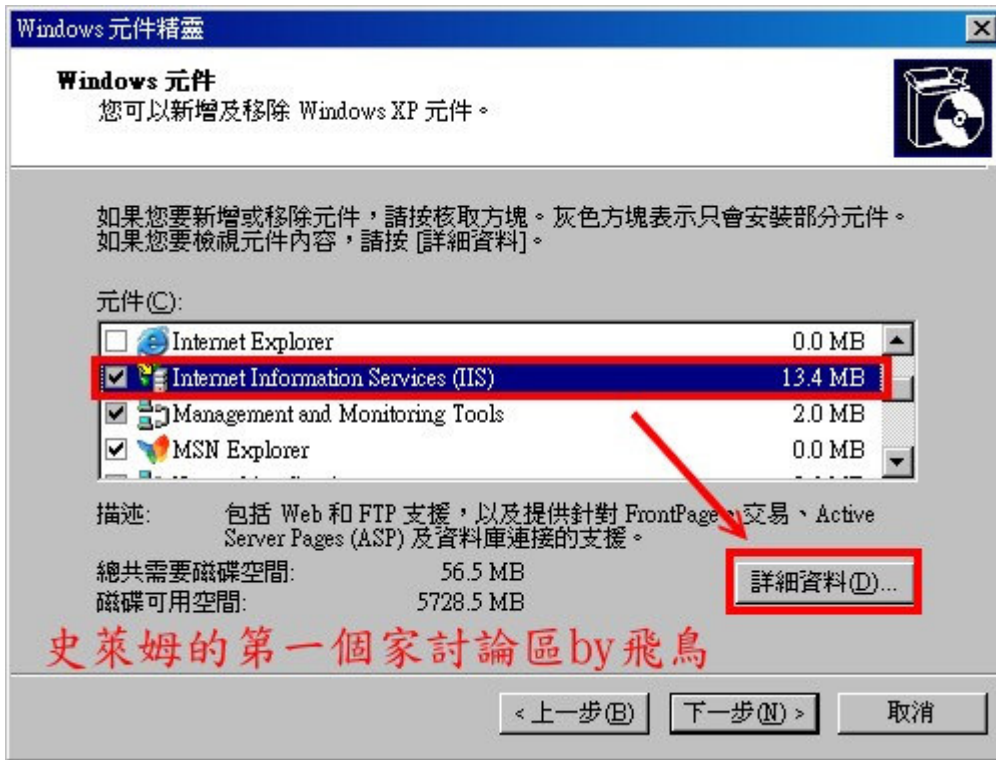 Windows 元件精靈
Windows 元件
您可以新增及移除 Windows XP 元件。
如果您要新增或移除元件，請按核取方塊。灰色方塊表示只會安裝部分元件。
如果您要檢視元件內容，請按 [詳細資料]。
元件(C):
Internet Explorer 0.0 MB
Internet Information Services (IIS) 13.4 MB
Management and Monitoring Tools 2.0 MB
MSN Explorer 0.0 MB
描述: 包括 Web 和 FTP 支援，以及提供針對 FrontPage、交易、Active
Server Pages (ASP) 及資料庫連接的支援。
總共需要磁碟空間: 56.5 MB
磁碟可用空間: 5728.5 MB
詳細資料(D)...
史萊姆的第一個家討論區by飛鳥
< 上一步(B)
下一步(N) >
取消